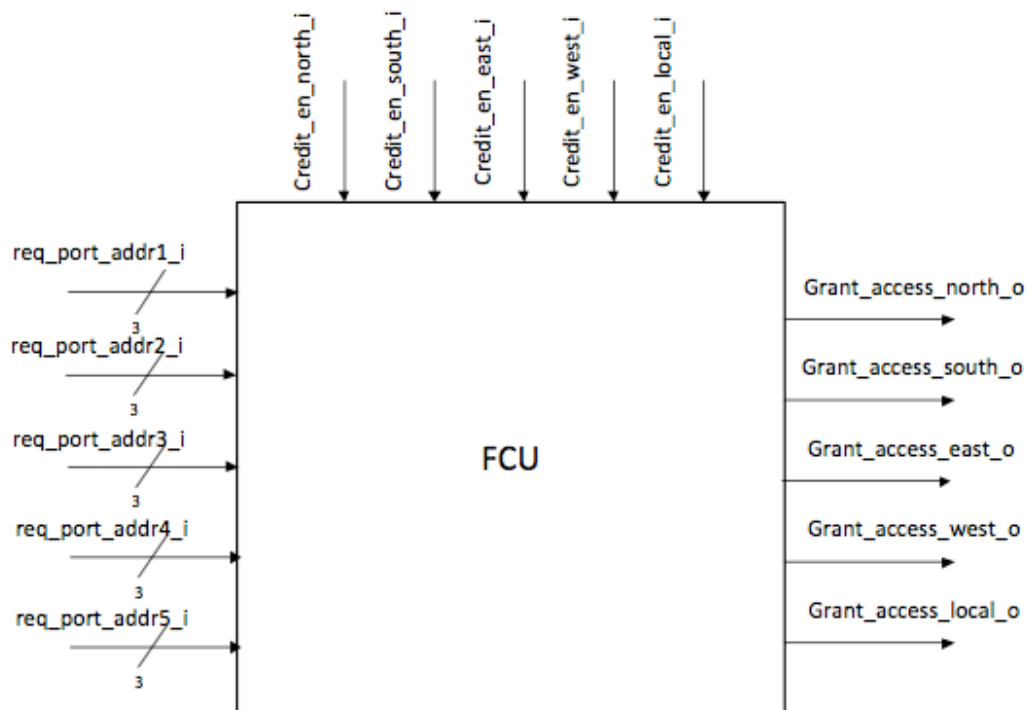 Credit_en_north_i
Credit_en_south_i
Credit_en_east_i
Credit_en_west_i
Credit_en_local_i
req_port_addr1_i
3
req_port_addr2_i
3
req_port_addr3_i
3
req_port_addr4_i
3
req_port_addr5_i
3
FCU
Grant_access_north_o
Grant_access_south_o
Grant_access_east_o
Grant_access_west_o
Grant_access_local_o